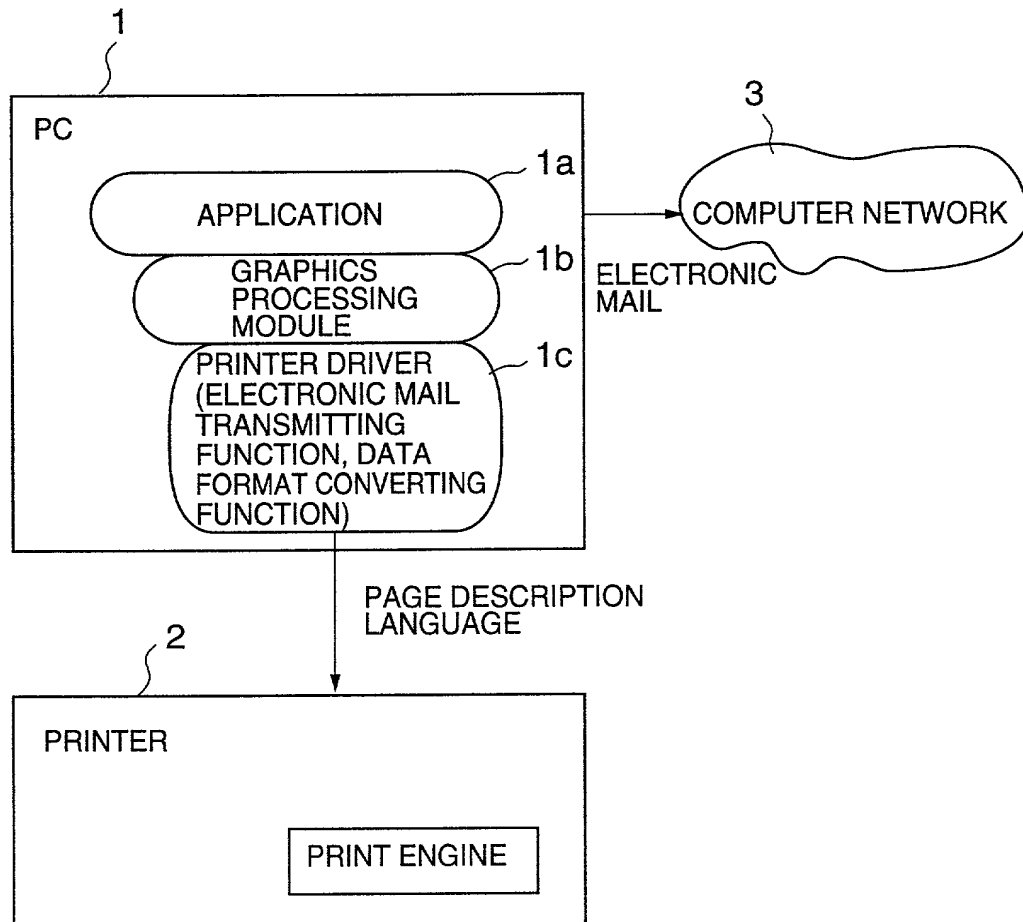 1
PC
3
1a
APPLICATION
COMPUTER NETWORK
1b
GRAPHICS
PROCESSING
MODULE
ELECTRONIC
MAIL
1c
PRINTER DRIVER
(ELECTRONIC MAIL
TRANSMITTING
FUNCTION, DATA
FORMAT CONVERTING
FUNCTION)
PAGE DESCRIPTION
LANGUAGE
2
PRINTER
PRINT ENGINE